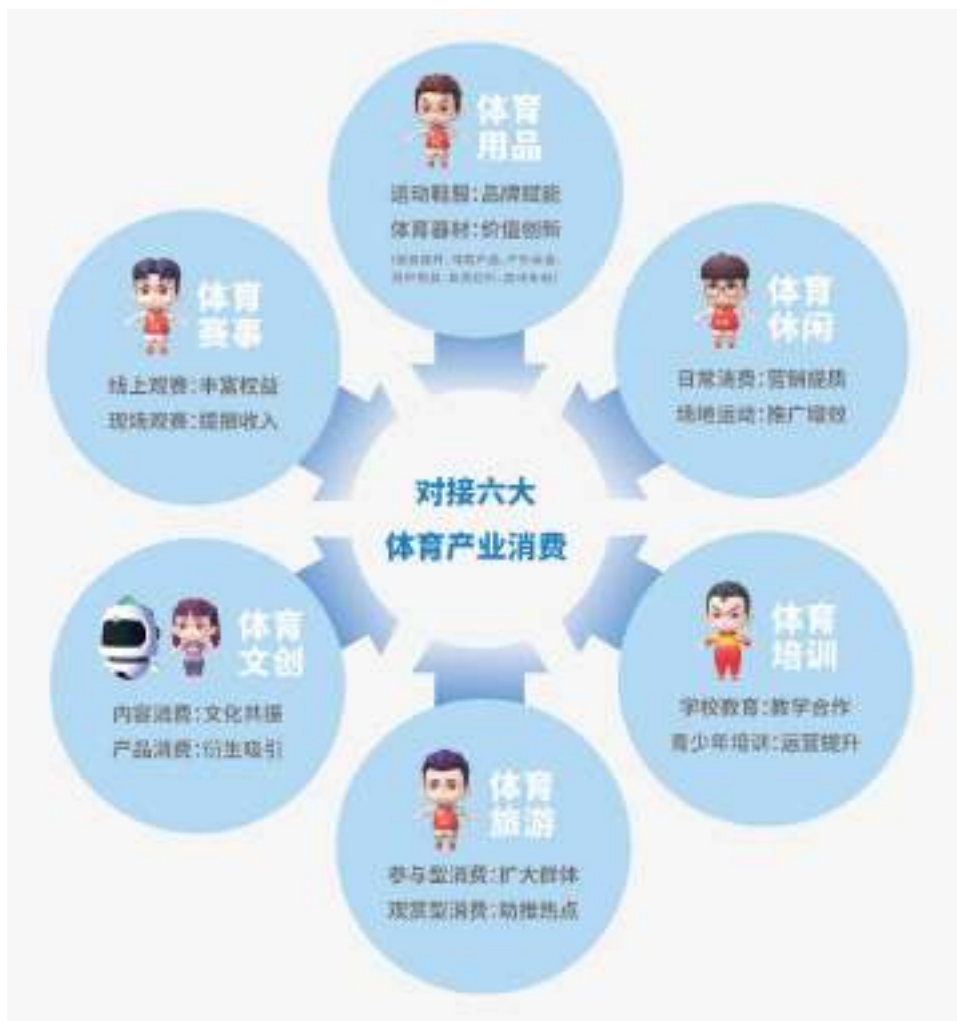 体育
用品
运动鞋服:品牌赋能
体育器材:价值创新
体育
休闲
日常消费:营销提质
场地运动:推广增效
体育
培训
学校教育:教学合作
青少年培训:运营提升
体育
旅游
参与型消费:扩大群体
观赏型消费:助推热点
体育
文创
内容消费:文化共振
产品消费:衍生吸引
体育
赛事
线上观赛:丰富权益
现场观赛:提振收入
对接六大
体育产业消费